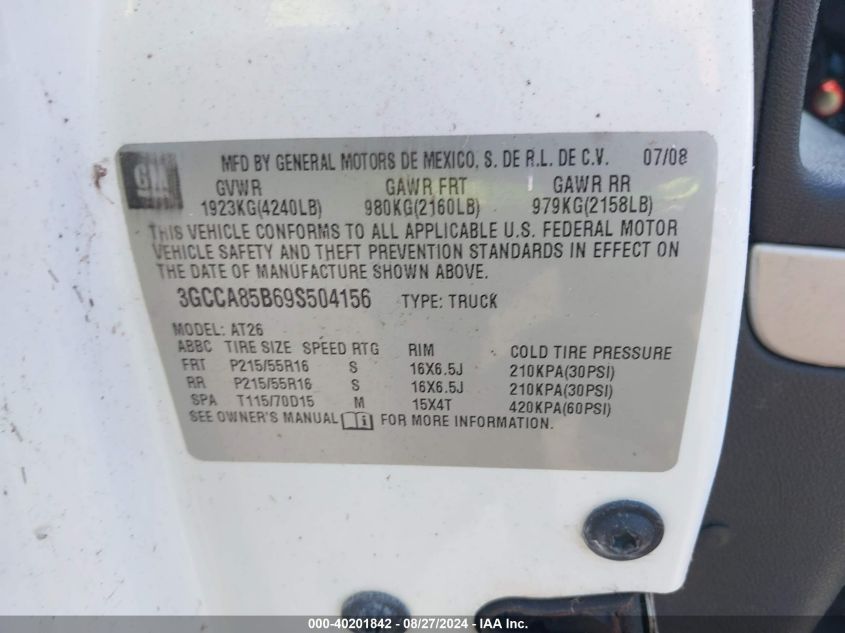 GM
MFD BY GENERAL MOTORS DE MEXICO, S. DE R.L. DE C.V. 07/08
GVWR GAWR FRT GAWR RR
1923KG(4240LB) 980KG(2160LB) 979KG(2158LB)
THIS VEHICLE CONFORMS TO ALL APPLICABLE U.S. FEDERAL MOTOR
VEHICLE SAFETY AND THEFT PREVENTION STANDARDS IN EFFECT ON
THE DATE OF MANUFACTURE SHOWN ABOVE.
3GCCA85B69S504156 TYPE: TRUCK
MODEL: AT26
ABBC TIRE SIZE SPEED RTG RIM COLD TIRE PRESSURE
FRT P215/55R16 S 16X6.5J 210KPA(30PSI)
RR P215/55R16 S 16X6.5J 210KPA(30PSI)
SPA T115/70D15 M 15X4T 420KPA(60PSI)
SEE OWNER'S MANUAL i FOR MORE INFORMATION.
000-40201842 - 08/27/2024 - IAA Inc.